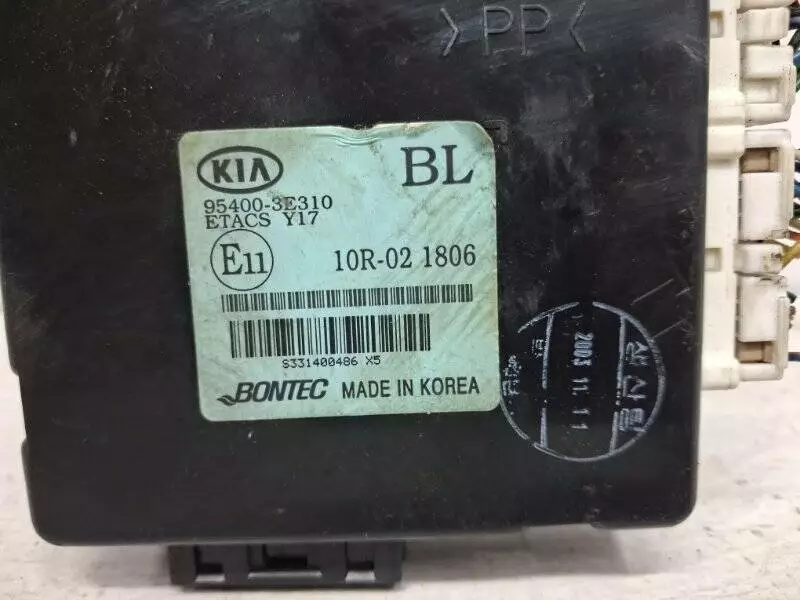 >PP<
KIA
BL
95400-3E310
ETACS Y17
E11
10R-02 1806
S331400486 X5
BONTEC MADE IN KOREA
2003.11.11